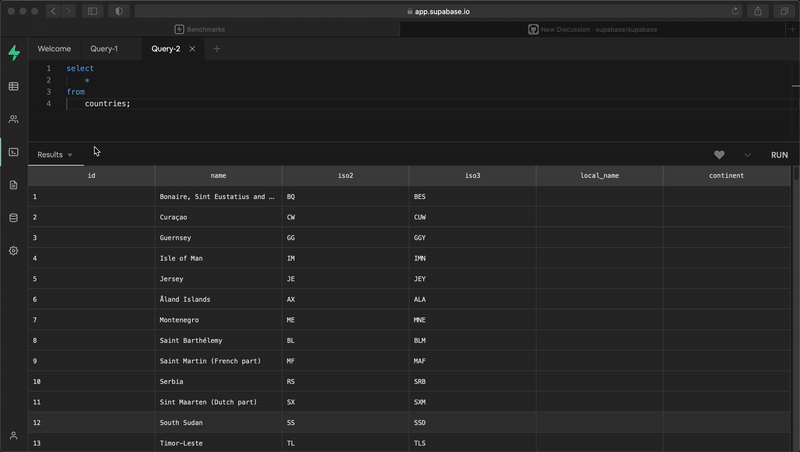 app.supabase.io
Benchmarks
New Discussion · supabase/supabase
Welcome Query-1 Query-2
1 select
2 *
3 from
4 countries;
Results RUN
id name iso2 iso3 local_name continent
1 Bonaire, Sint Eustatius and … BQ BES
2 Curaçao CW CUW
3 Guernsey GG GGY
4 Isle of Man IM IMN
5 Jersey JE JEY
6 Åland Islands AX ALA
7 Montenegro ME MNE
8 Saint Barthélemy BL BLM
9 Saint Martin (French part) MF MAF
10 Serbia RS SRB
11 Sint Maarten (Dutch part) SX SXM
12 South Sudan SS SSD
13 Timor-Leste TL TLS